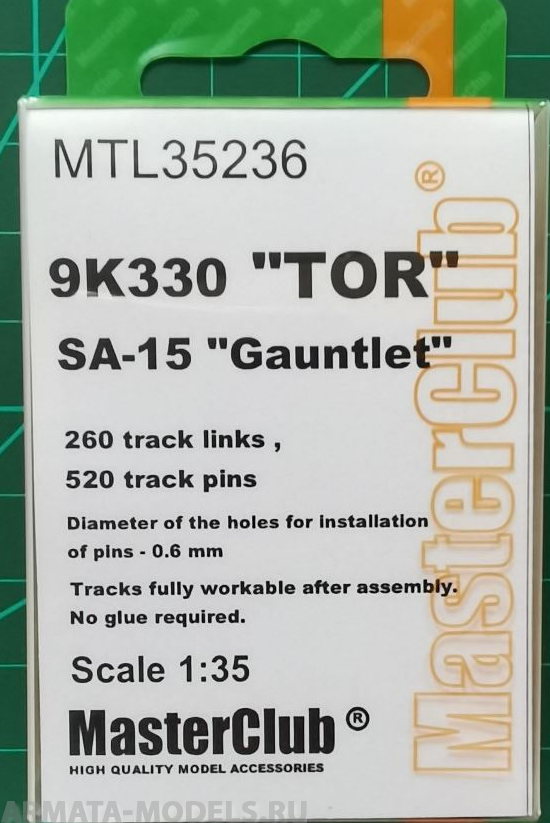 MTL35236
9K330 "TOR"
SA-15 "Gauntlet"
260 track links ,
520 track pins
Diameter of the holes for installation
of pins - 0.6 mm
Tracks fully workable after assembly.
No glue required.
Scale 1:35
MasterClub ®
HIGH QUALITY MODEL ACCESSORIES
MasterClub ®
ARMATA-MODELS.RU